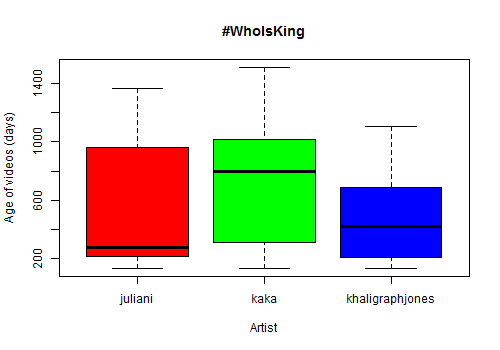 #WhoIsKing
Age of videos (days)
1400
1000
600
200
juliani kaka khaligraphjones
Artist